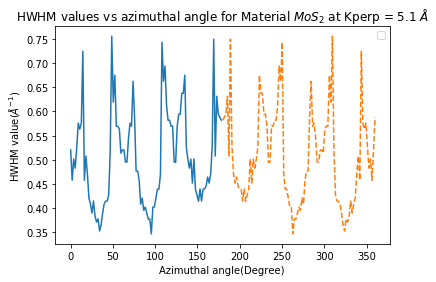 HWHM values vs azimuthal angle for Material MoS₂ at Kperp = 5.1 Å
HWHM value(Å⁻¹)
0.75
0.70
0.65
0.60
0.55
0.50
0.45
0.40
0.35
0 50 100 150 200 250 300 350
Azimuthal angle(Degree)